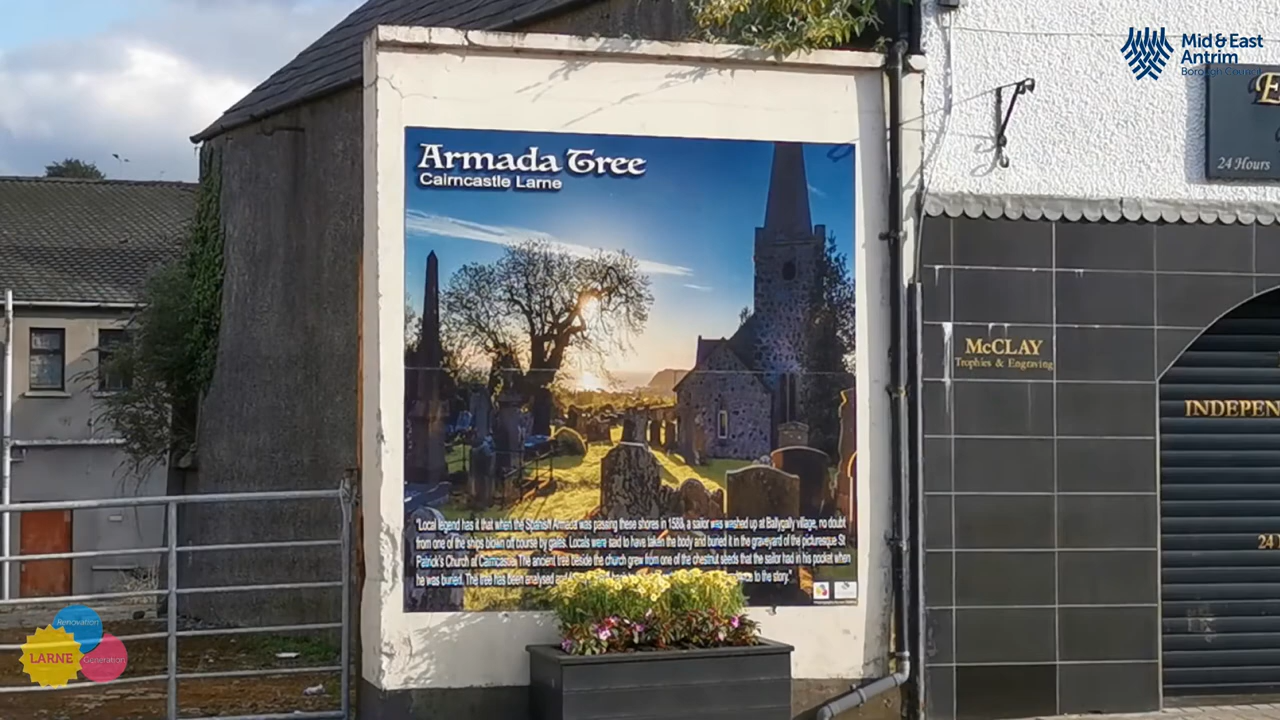 Mid & East
Antrim
Borough Council
E
24 Hours
Armada Tree
Cairncastle Larne
McCLAY
Trophies & Engraving
INDEPEN
24
"Local legend has it that when the Spanish Armada was passing these shores in 1588, a sailor was washed up at Ballygally village, no doubt
from one of the ships blown off course by gales. Locals were said to have taken the body and buried it in the graveyard of the picturesque St
Patrick's Church at Cairncastle. The ancient tree beside the church grew from one of the chestnut seeds that the sailor had in his pocket when
he was buried. The tree has been analysed and to the story."
Renovation
LARNE
Generation